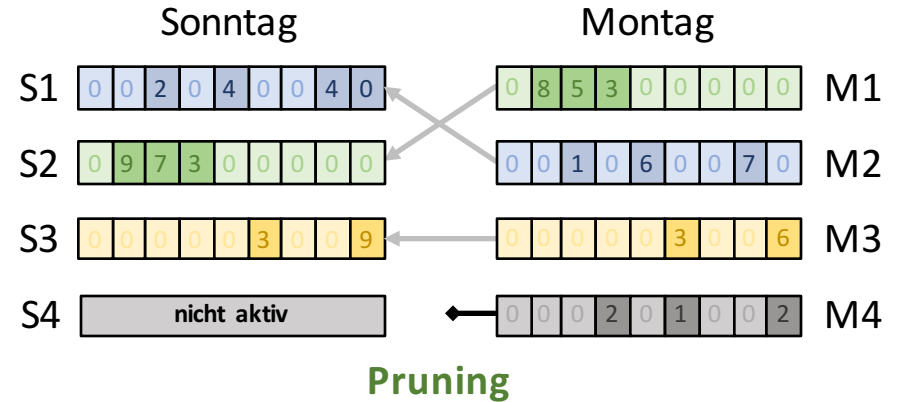 Sonntag Montag
S1 0 0 2 0 4 0 0 4 0 0 8 5 3 0 0 0 0 0 M1
S2 0 9 7 3 0 0 0 0 0 0 0 1 0 6 0 0 7 0 M2
S3 0 0 0 0 0 3 0 0 9 0 0 0 0 0 3 0 0 6 M3
S4 nicht aktiv 0 0 0 2 0 1 0 0 2 M4
Pruning